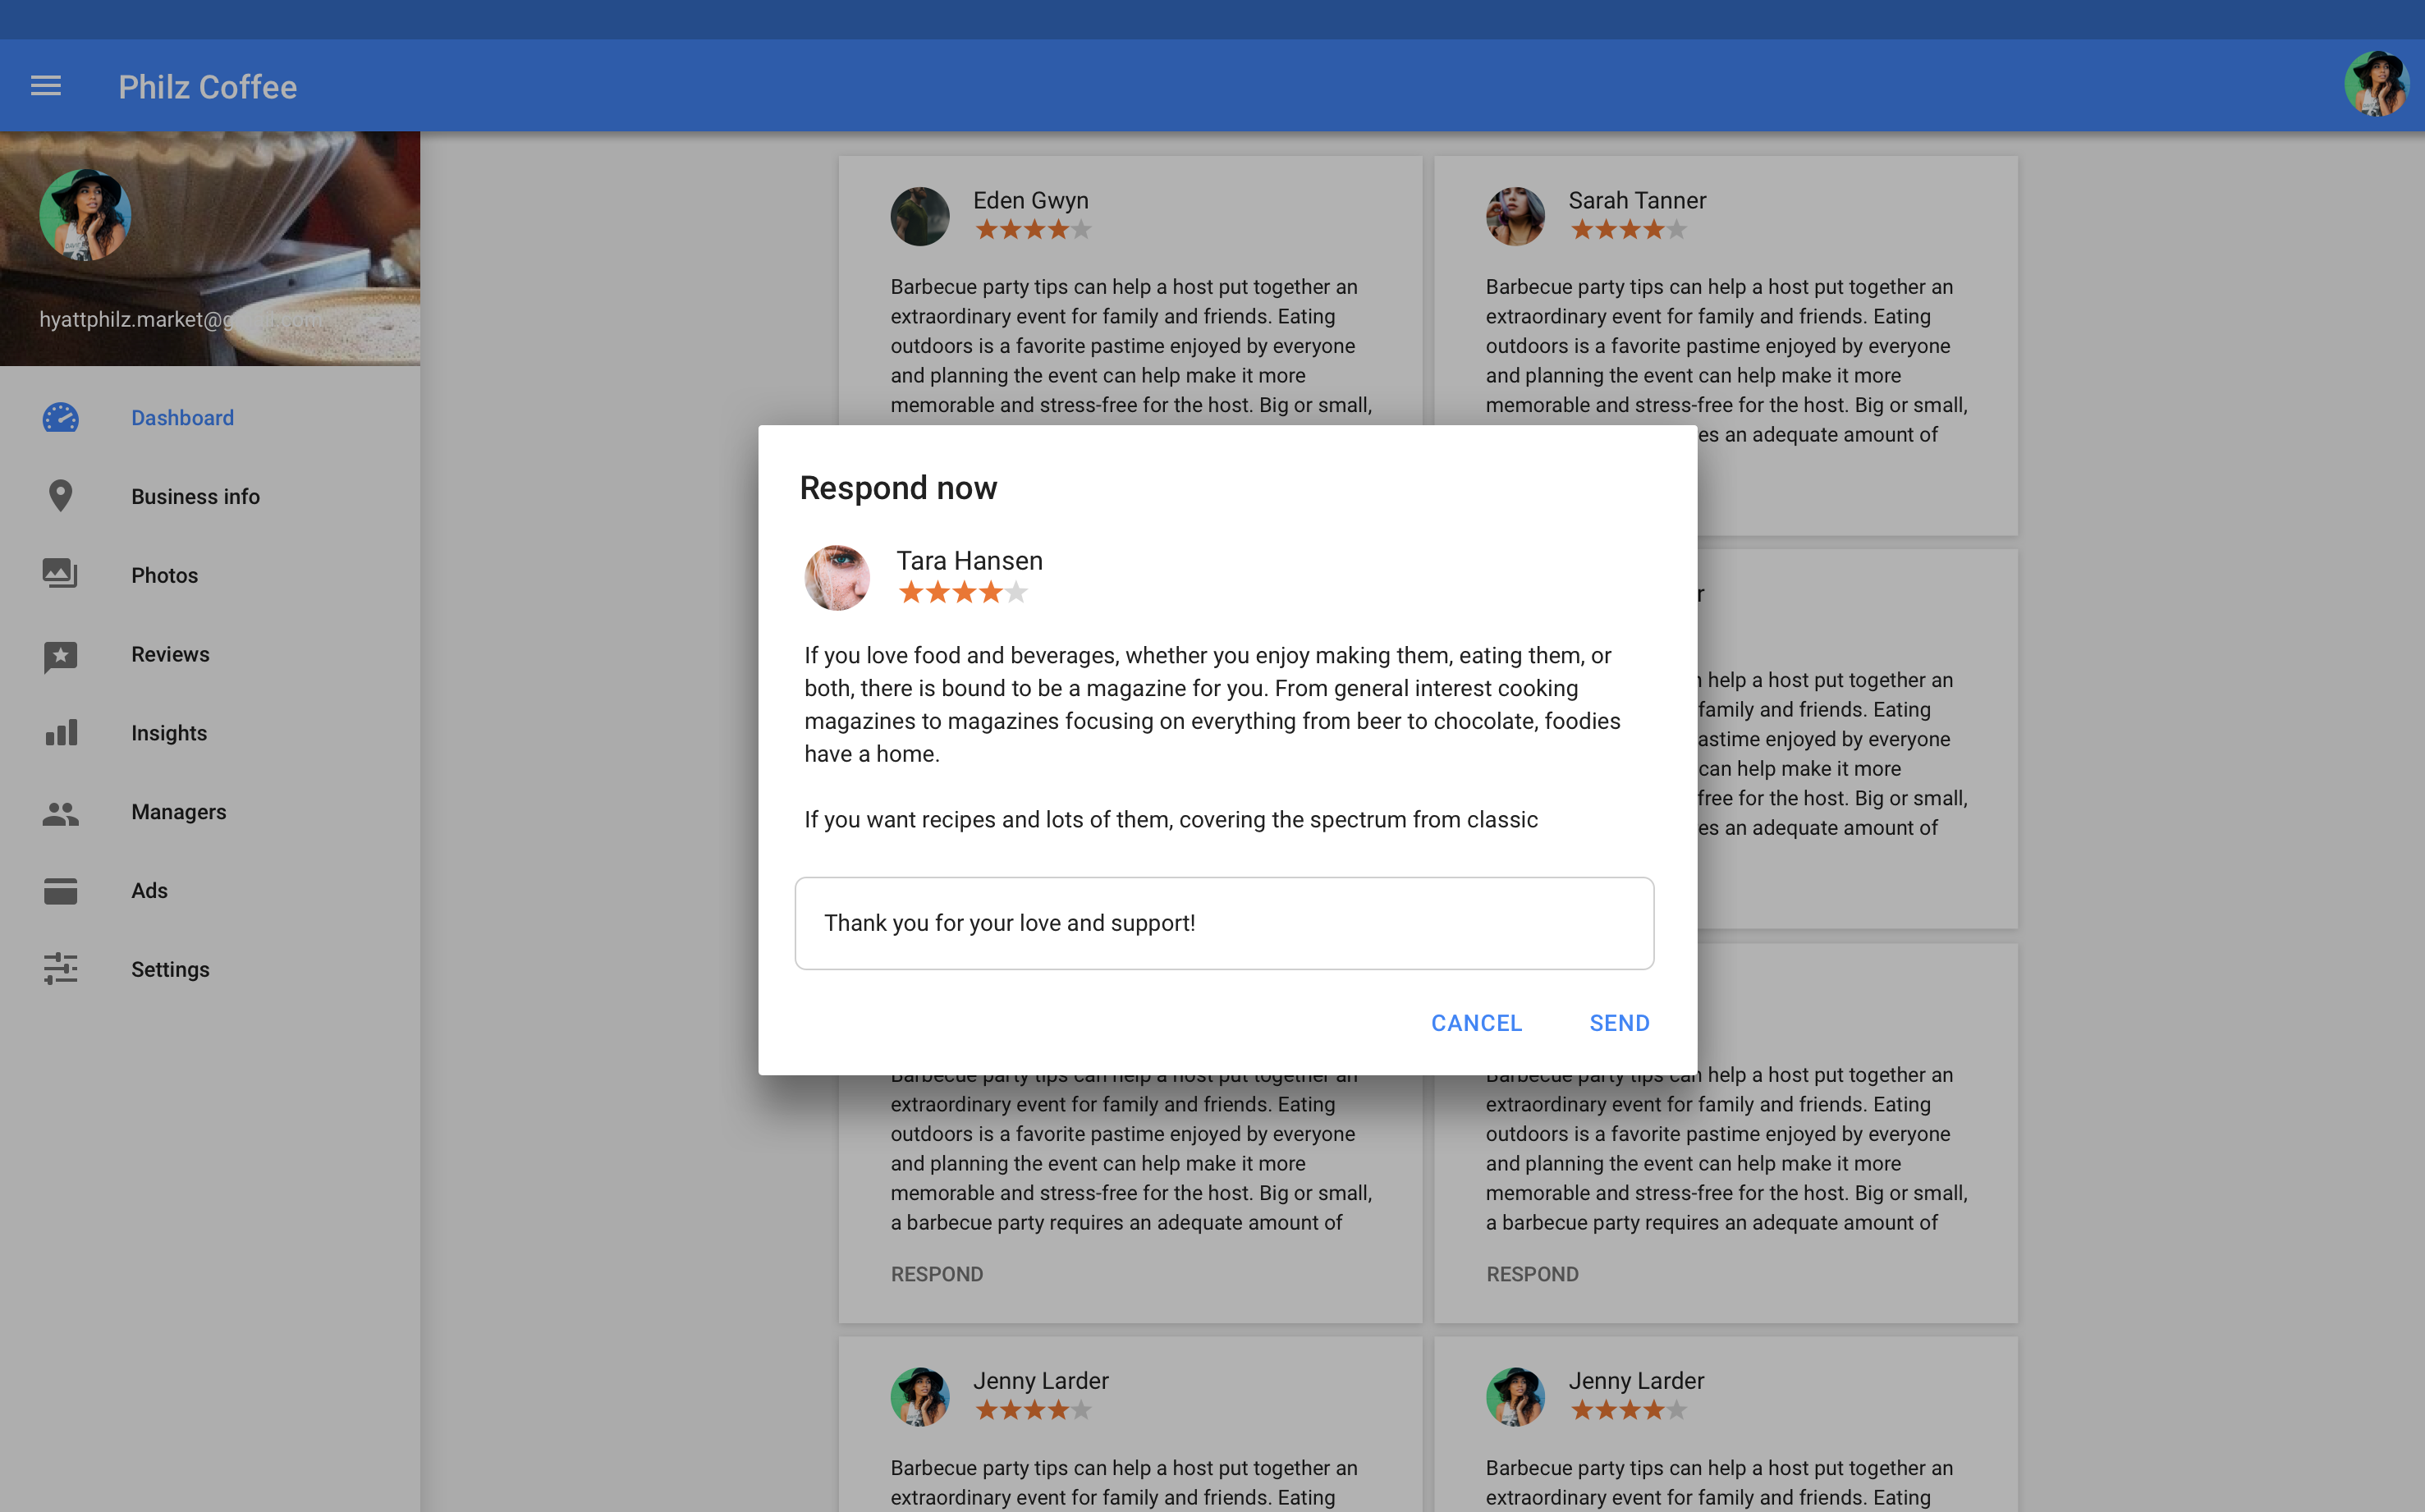 Philz Coffee
hyattphilz.market@
Dashboard
Business info
Photos
Reviews
Insights
Managers
Ads
Settings
Eden Gwyn
Barbecue party tips can help a host put together an
extraordinary event for family and friends. Eating
outdoors is a favorite pastime enjoyed by everyone
and planning the event can help make it more
memorable and stress-free for the host. Big or small,
Sarah Tanner
Barbecue party tips can help a host put together an
extraordinary event for family and friends. Eating
outdoors is a favorite pastime enjoyed by everyone
and planning the event can help make it more
memorable and stress-free for the host. Big or small,
es an adequate amount of
Respond now
Tara Hansen
If you love food and beverages, whether you enjoy making them, eating them, or
both, there is bound to be a magazine for you. From general interest cooking
magazines to magazines focusing on everything from beer to chocolate, foodies
have a home.
If you want recipes and lots of them, covering the spectrum from classic
Thank you for your love and support!
CANCEL SEND
r
help a host put together an
family and friends. Eating
astime enjoyed by everyone
can help make it more
free for the host. Big or small,
es an adequate amount of
Barbecue party tips can help a host put together an
extraordinary event for family and friends. Eating
outdoors is a favorite pastime enjoyed by everyone
and planning the event can help make it more
memorable and stress-free for the host. Big or small,
a barbecue party requires an adequate amount of
RESPOND
Barbecue party tips can help a host put together an
extraordinary event for family and friends. Eating
outdoors is a favorite pastime enjoyed by everyone
and planning the event can help make it more
memorable and stress-free for the host. Big or small,
a barbecue party requires an adequate amount of
RESPOND
Jenny Larder
Barbecue party tips can help a host put together an
extraordinary event for family and friends. Eating
Jenny Larder
Barbecue party tips can help a host put together an
extraordinary event for family and friends. Eating